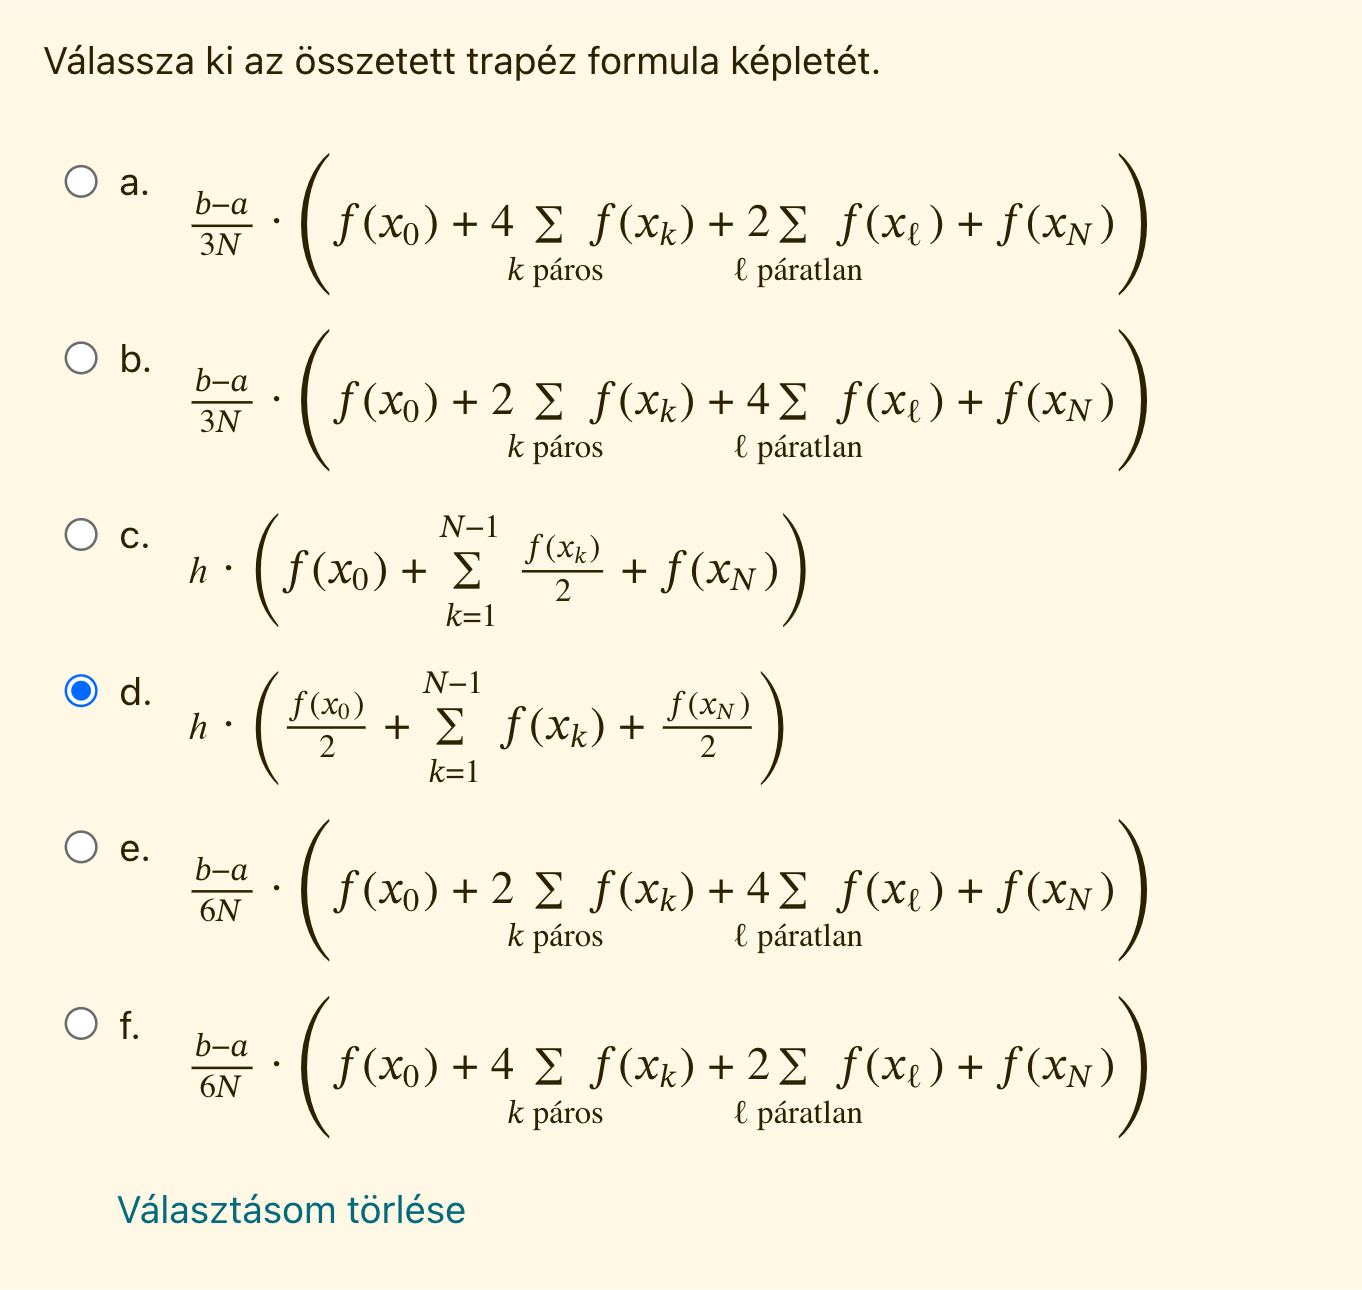 Válassza ki az összetett trapéz formula képletét.
a. $\frac{b-a}{3N} \cdot \left( f(x_0) + 4 \sum_{k \text{ páros}} f(x_k) + 2 \sum_{\ell \text{ páratlan}} f(x_\ell) + f(x_N) \right)$
b. $\frac{b-a}{3N} \cdot \left( f(x_0) + 2 \sum_{k \text{ páros}} f(x_k) + 4 \sum_{\ell \text{ páratlan}} f(x_\ell) + f(x_N) \right)$
c. $h \cdot \left( f(x_0) + \sum_{k=1}^{N-1} \frac{f(x_k)}{2} + f(x_N) \right)$
d. $h \cdot \left( \frac{f(x_0)}{2} + \sum_{k=1}^{N-1} f(x_k) + \frac{f(x_N)}{2} \right)$
e. $\frac{b-a}{6N} \cdot \left( f(x_0) + 2 \sum_{k \text{ páros}} f(x_k) + 4 \sum_{\ell \text{ páratlan}} f(x_\ell) + f(x_N) \right)$
f. $\frac{b-a}{6N} \cdot \left( f(x_0) + 4 \sum_{k \text{ páros}} f(x_k) + 2 \sum_{\ell \text{ páratlan}} f(x_\ell) + f(x_N) \right)$
Választásom törlése